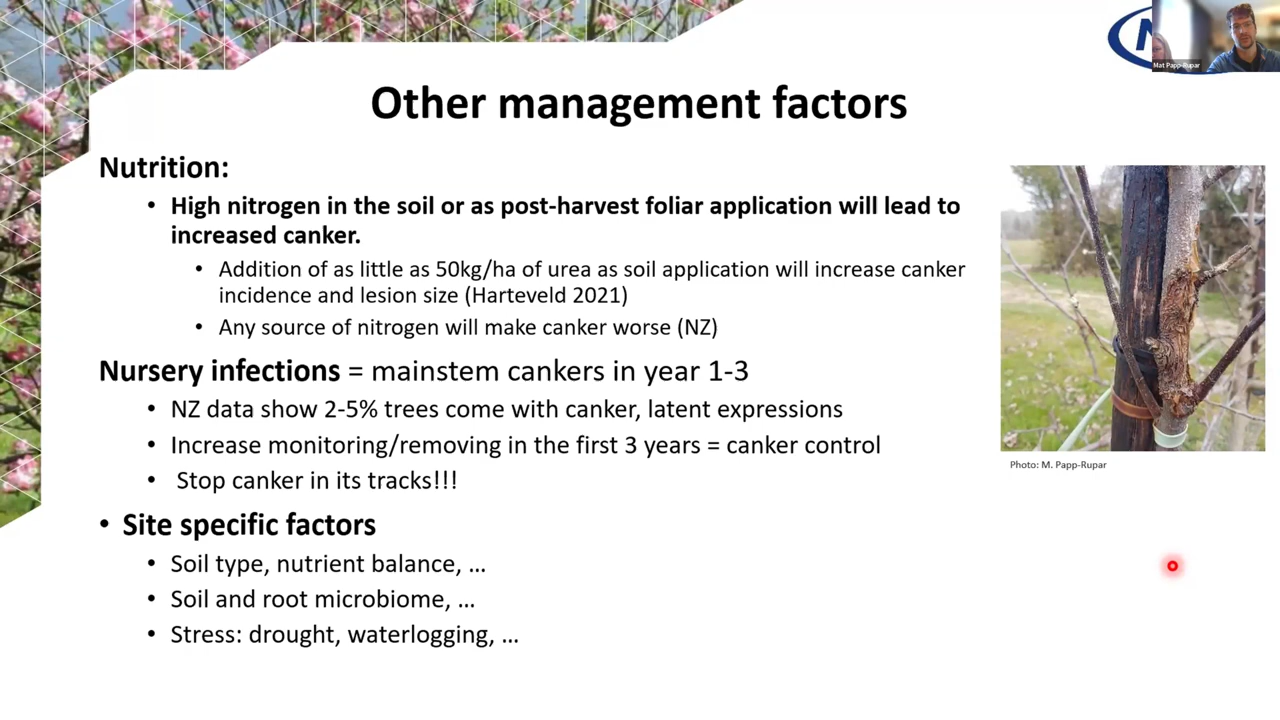 Mat Papp-Rupar
Other management factors
Nutrition:
• High nitrogen in the soil or as post-harvest foliar application will lead to
increased canker.
• Addition of as little as 50kg/ha of urea as soil application will increase canker
incidence and lesion size (Harteveld 2021)
• Any source of nitrogen will make canker worse (NZ)
Nursery infections = mainstem cankers in year 1-3
• NZ data show 2-5% trees come with canker, latent expressions
• Increase monitoring/removing in the first 3 years = canker control
• Stop canker in its tracks!!!
• Site specific factors
• Soil type, nutrient balance, ...
• Soil and root microbiome, ...
• Stress: drought, waterlogging, ...
Photo: M. Papp-Rupar